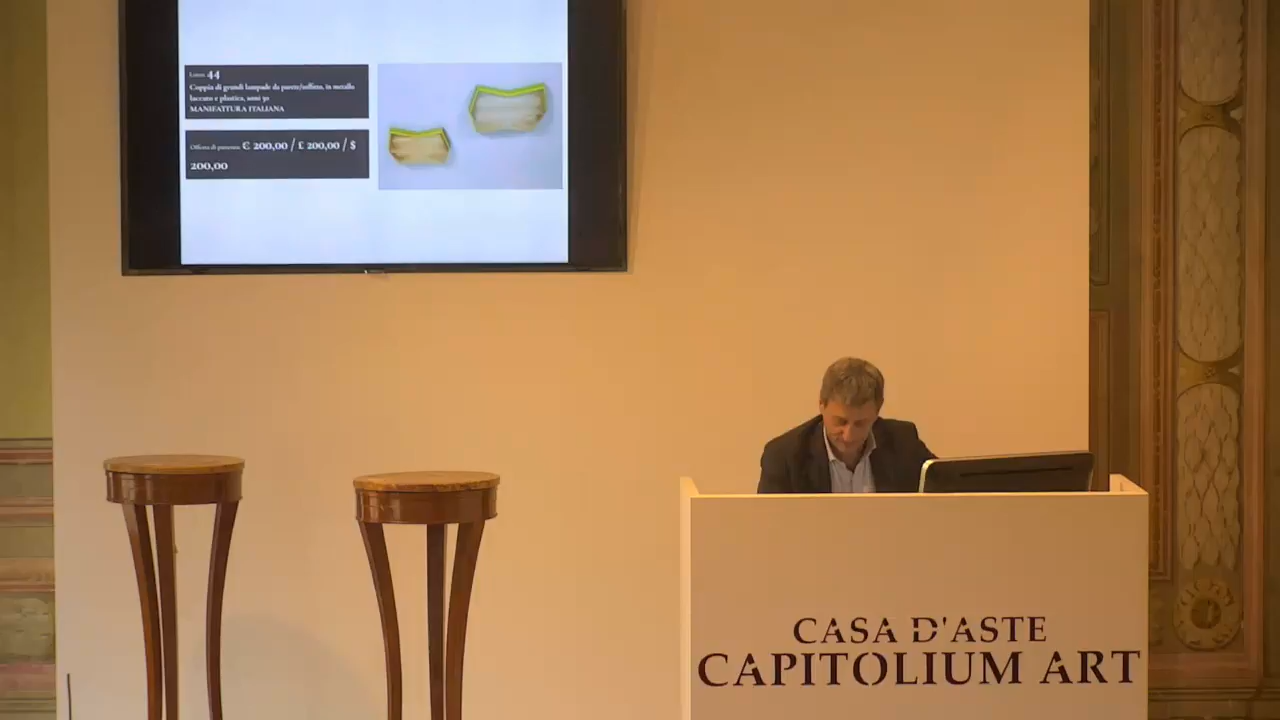 Lotto 44
Coppia di grandi lampade da parete/soffitto, in metallo
laccato e plastica, anni 50
MANIFATTURA ITALIANA
Offerta di partenza € 200,00 / £ 200,00 / $
200,00
CASA D'ASTE
CAPITOLIUM ART